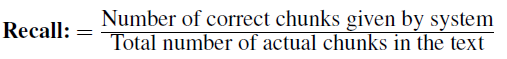 Recall: = Number of correct chunks given by system
Total number of actual chunks in the text